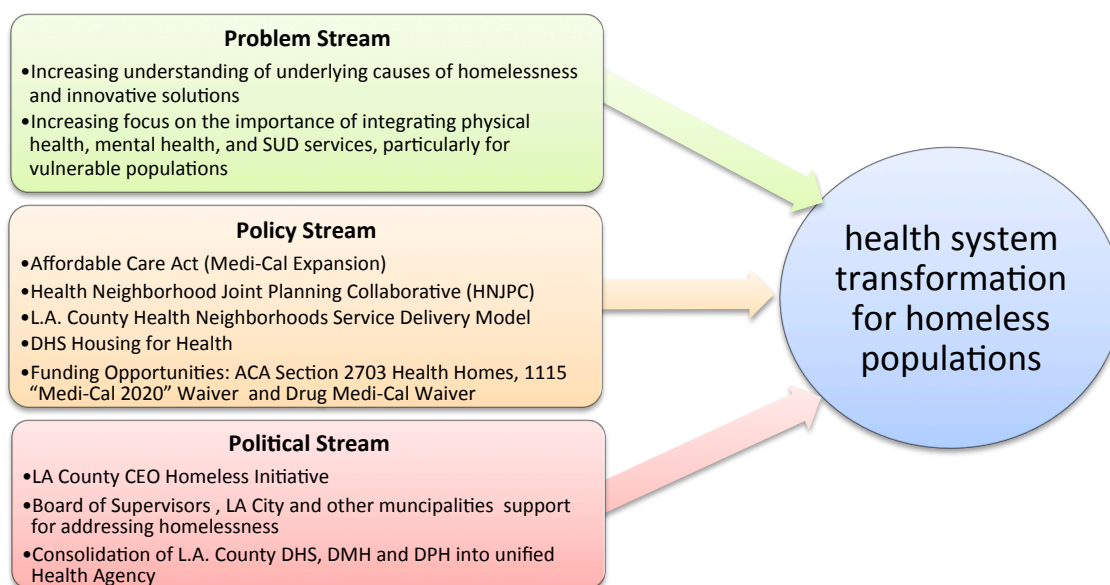 Problem Stream
•Increasing understanding of underlying causes of homelessness
and innovative solutions
•Increasing focus on the importance of integrating physical
health, mental health, and SUD services, particularly for
vulnerable populations
Policy Stream
•Affordable Care Act (Medi-Cal Expansion)
•Health Neighborhood Joint Planning Collaborative (HNJPC)
•L.A. County Health Neighborhoods Service Delivery Model
•DHS Housing for Health
•Funding Opportunities: ACA Section 2703 Health Homes, 1115
“Medi-Cal 2020” Waiver and Drug Medi-Cal Waiver
Political Stream
•LA County CEO Homeless Initiative
•Board of Supervisors , LA City and other muncipalities support
for addressing homelessness
•Consolidation of L.A. County DHS, DMH and DPH into unified
Health Agency
health system
transformation
for homeless
populations